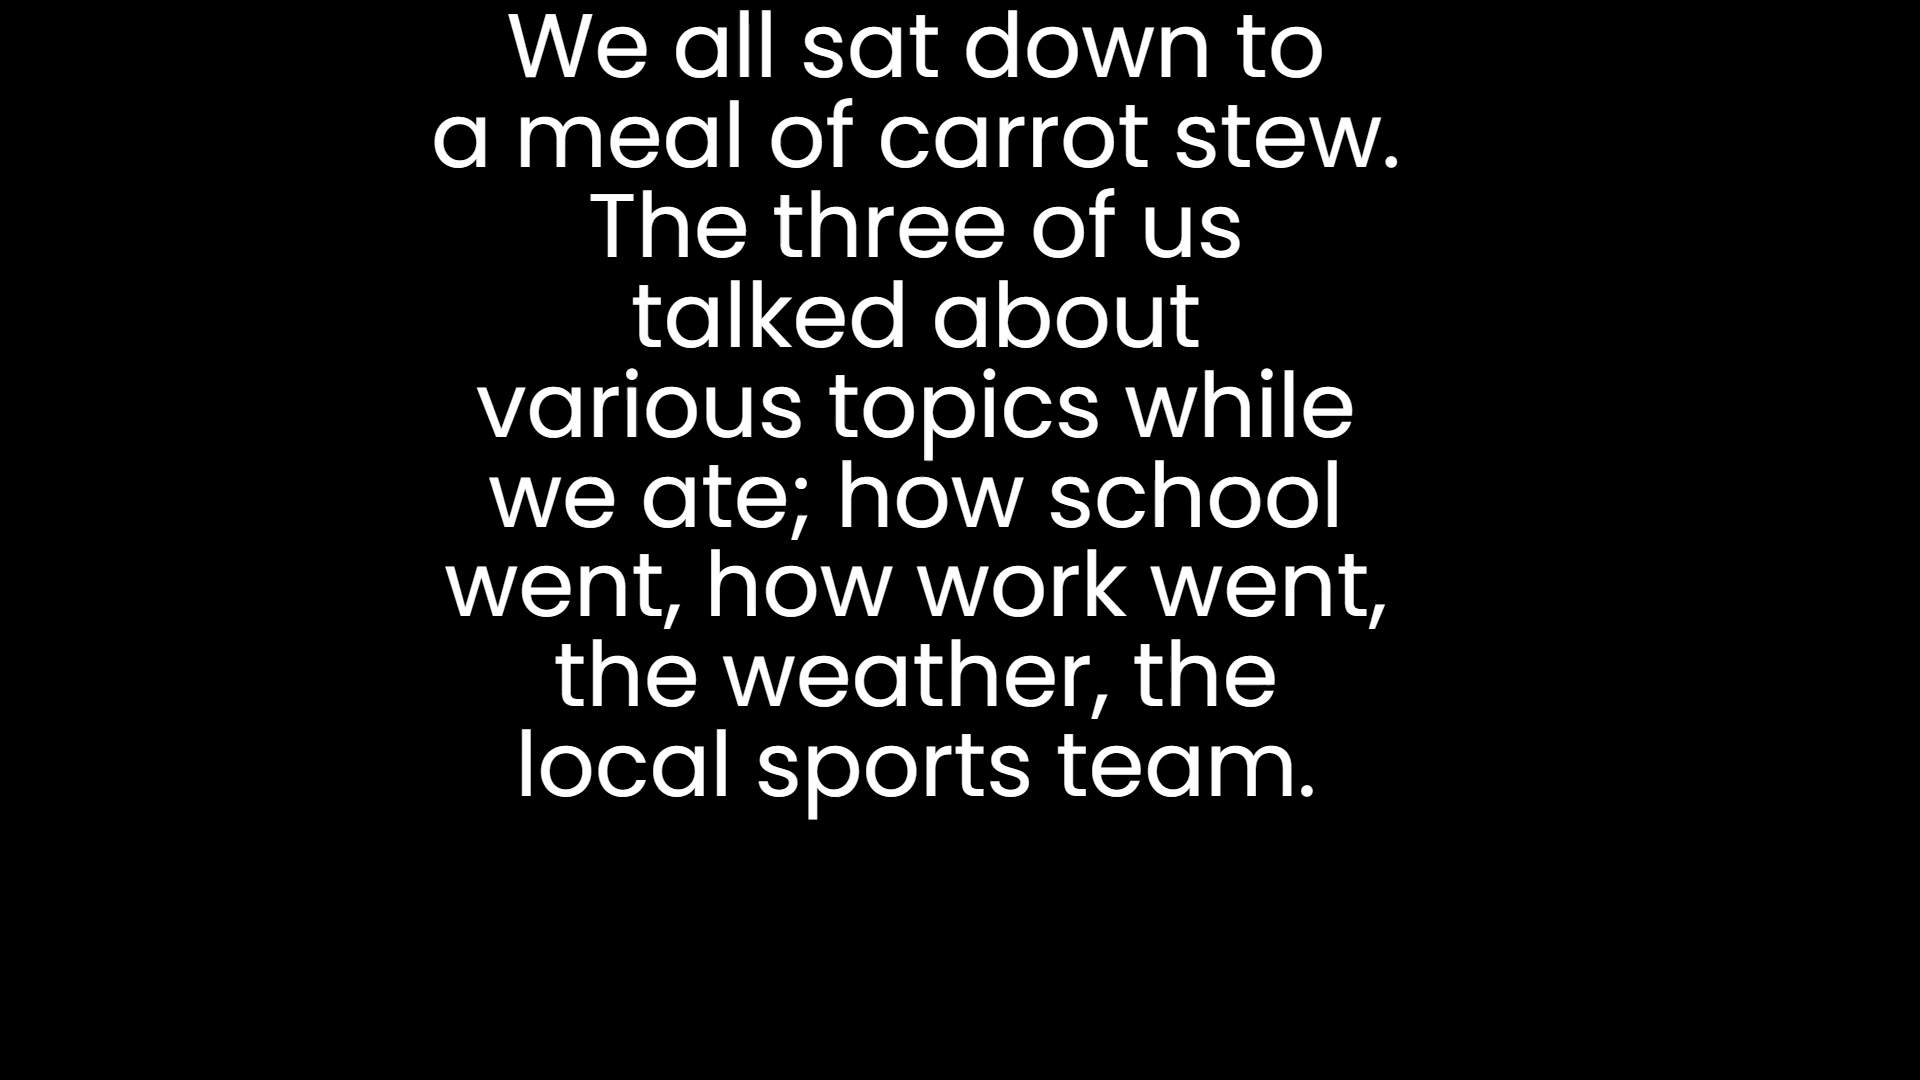 We all sat down to
a meal of carrot stew.
The three of us
talked about
various topics while
we ate; how school
went, how work went,
the weather, the
local sports team.